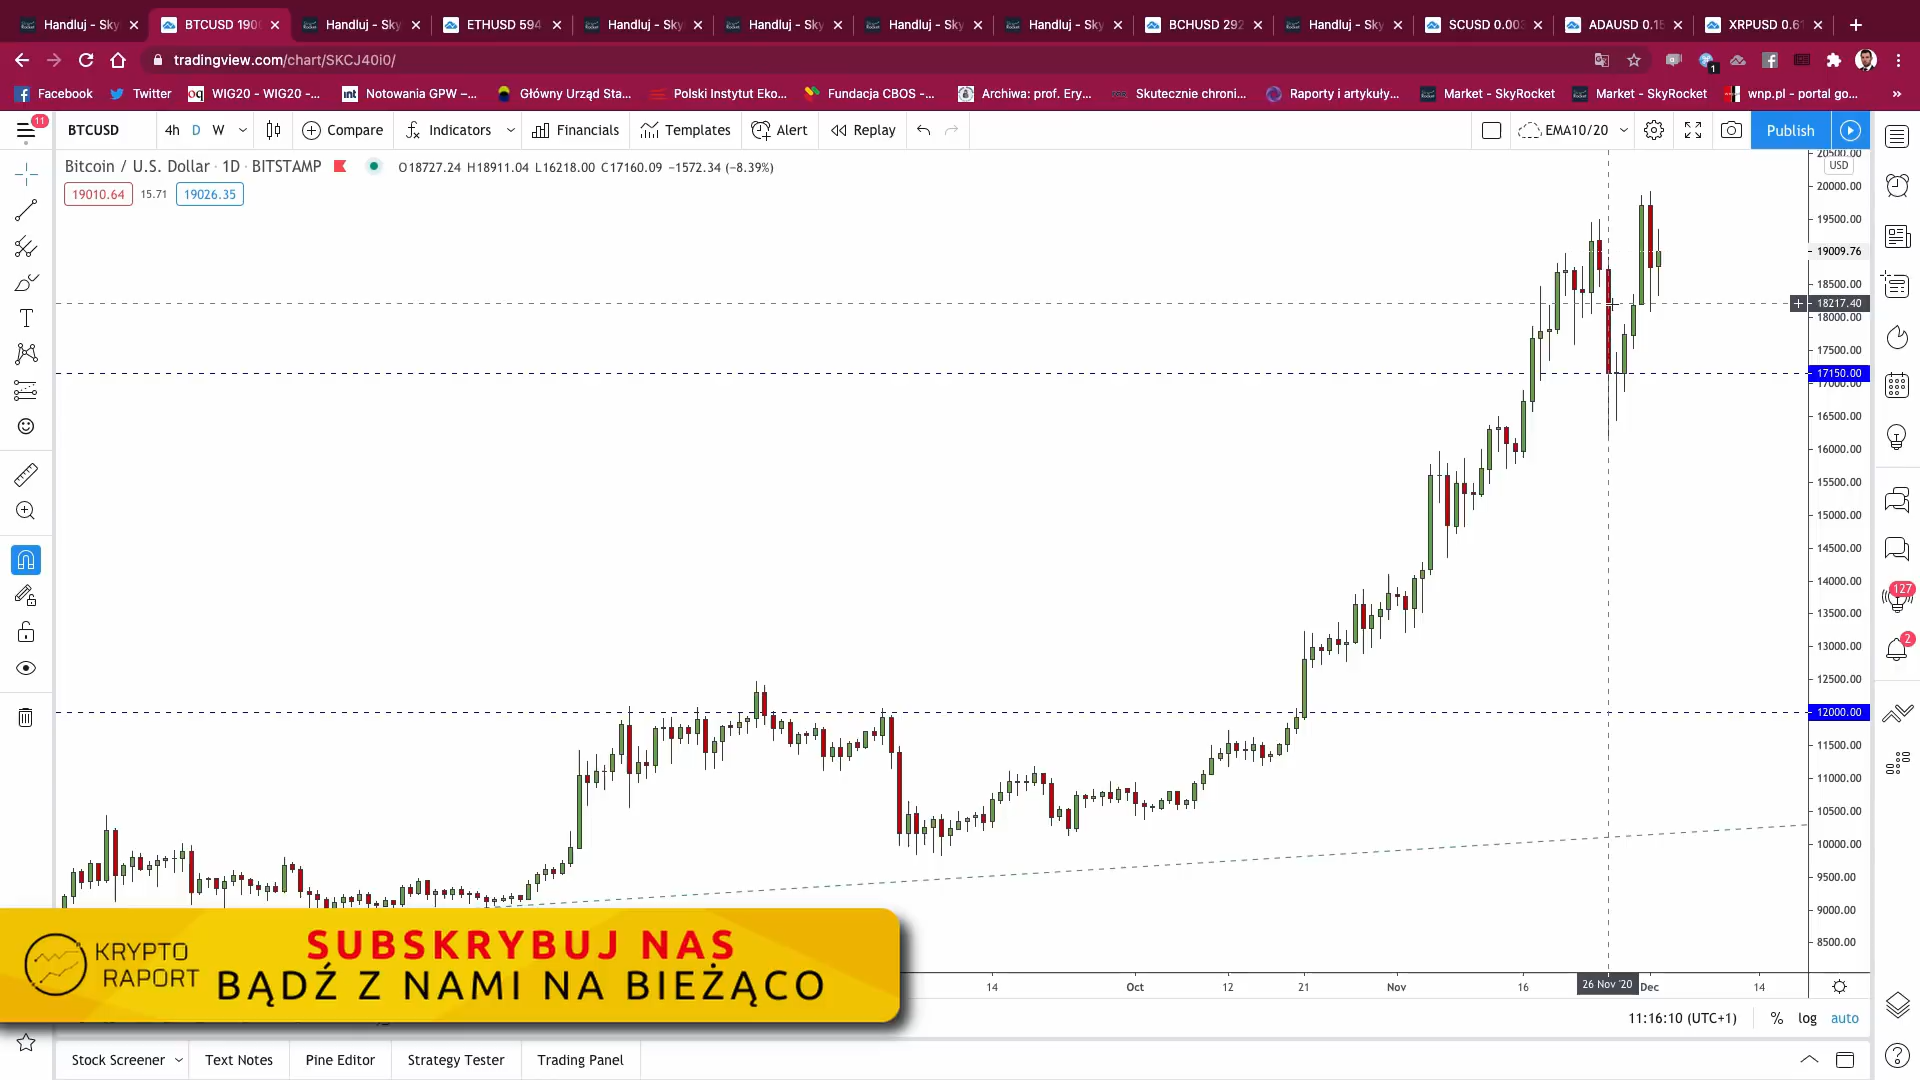 Handluj - Sky
BTCUSD 190
Handluj - Sky
ETHUSD 594
Handluj - Sky
Handluj - Sky
Handluj - Sky
Handluj - Sky
BCHUSD 292
Handluj - Sky
SCUSD 0.00
ADAUSD 0.15
XRPUSD 0.61
tradingview.com/chart/SKCJ40i0/
1
Facebook
Twitter
WIG20 - WIG20 -...
Notowania GPW –...
Główny Urząd Sta...
Polski Instytut Eko...
Fundacja CBOS -...
Archiwa: prof. Ery...
Skutecznie chroni...
Raporty i artykuły...
Market - SkyRocket
Market - SkyRocket
wnp.pl - portal go...
»
11
BTCUSD
4h
D
W
Compare
Indicators
Financials
Templates
Alert
Replay
EMA10/20
Publish
Bitcoin / U.S. Dollar · 1D · BITSTAMP
O18727.24 H18911.04 L16218.00 C17160.09 −1572.34 (−8.39%)
19010.64
15.71
19026.35
20500.00
USD
20000.00
19500.00
19009.76
18500.00
18217.40
18000.00
17500.00
17150.00
17000.00
16500.00
16000.00
15500.00
15000.00
14500.00
14000.00
13500.00
13000.00
12500.00
12000.00
11500.00
11000.00
10500.00
10000.00
9500.00
9000.00
8500.00
127
2
KRYPTO
RAPORT
SUBSKRYBUJ NAS
BĄDŹ Z NAMI NA BIEŻĄCO
14
Oct
12
21
Nov
16
26 Nov '20
Dec
14
11:16:10 (UTC+1)
%
log
auto
Stock Screener
Text Notes
Pine Editor
Strategy Tester
Trading Panel